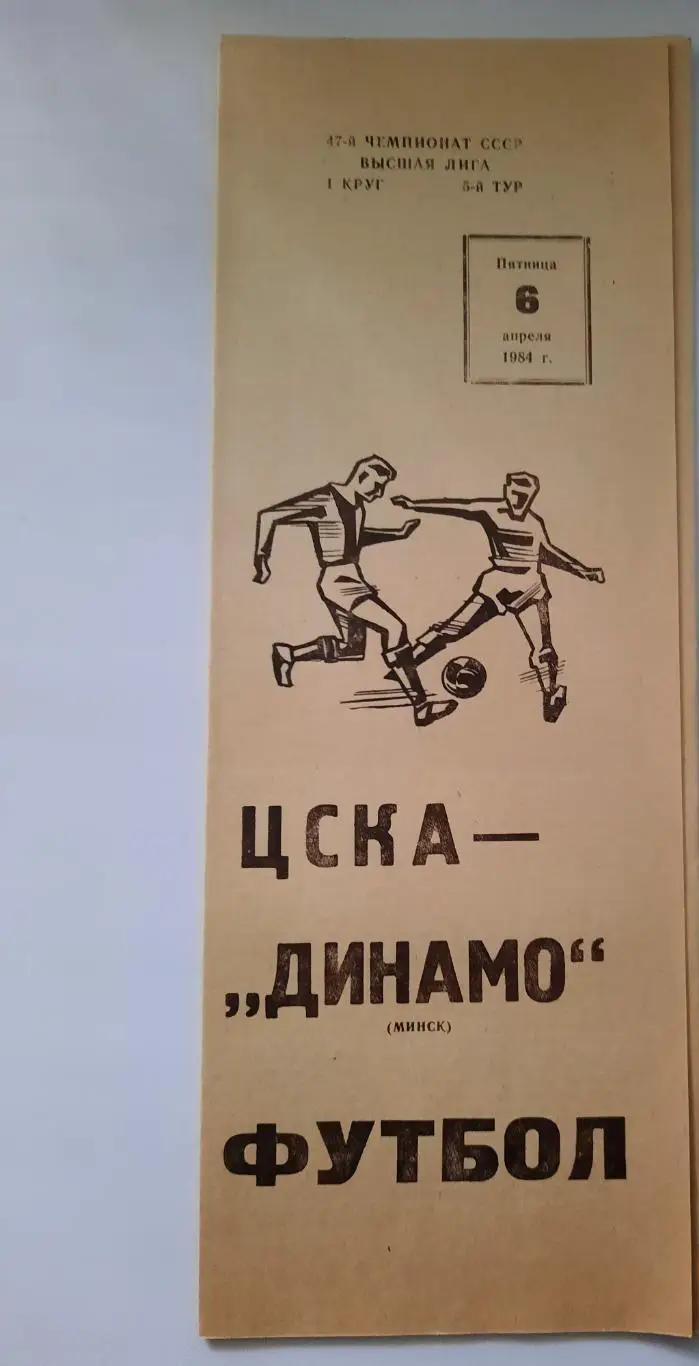 47-й ЧЕМПИОНАТ СССР
ВЫСШАЯ ЛИГА
I КРУГ 5-й ТУР
Пятница
6
апреля
1984 г.
ЦСКА —
„ДИНАМО“
(МИНСК)
ФУТБОЛ